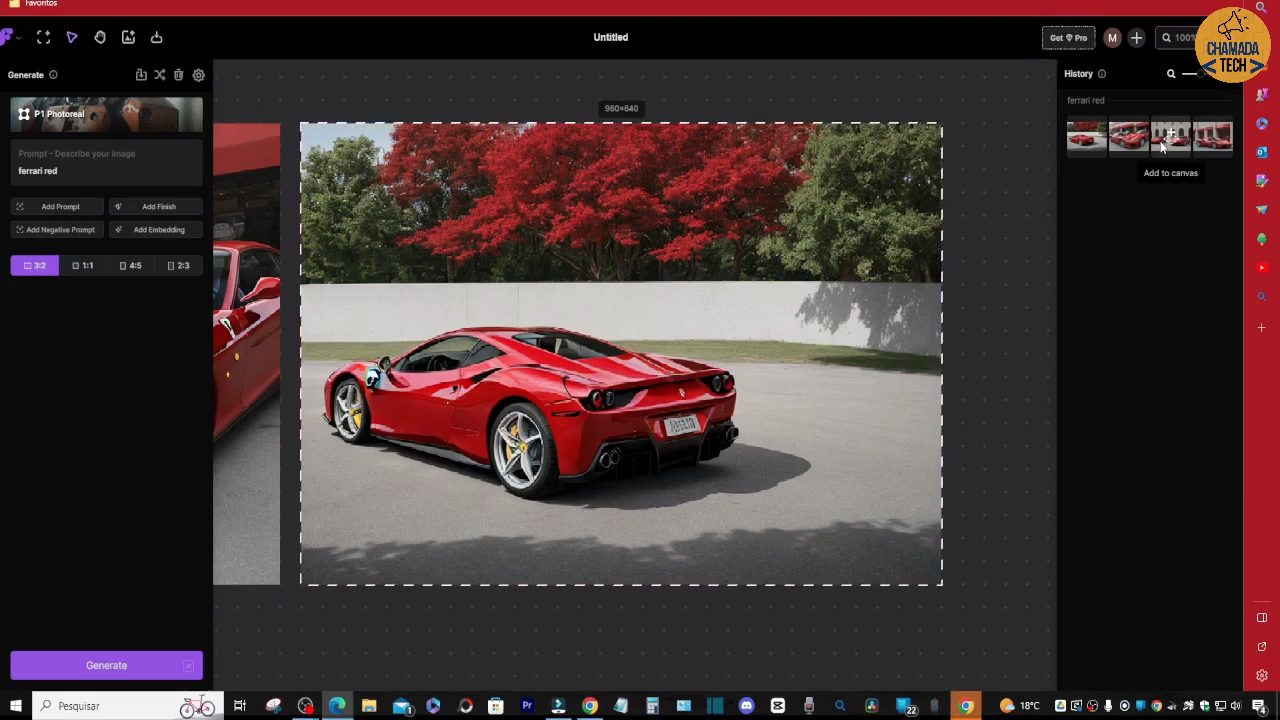 Favoritos
Untitled
Get Pro
M
100%
CHAMADA
TECH
Generate
P1 Photoreal
Prompt – Describe your image
ferrari red
Add Prompt
Add Finish
Add Negative Prompt
Add Embedding
3:2
1:1
4:5
2:3
960×640
History
ferrari red
Add to canvas
Generate
Pesquisar
Pr
22
18°C